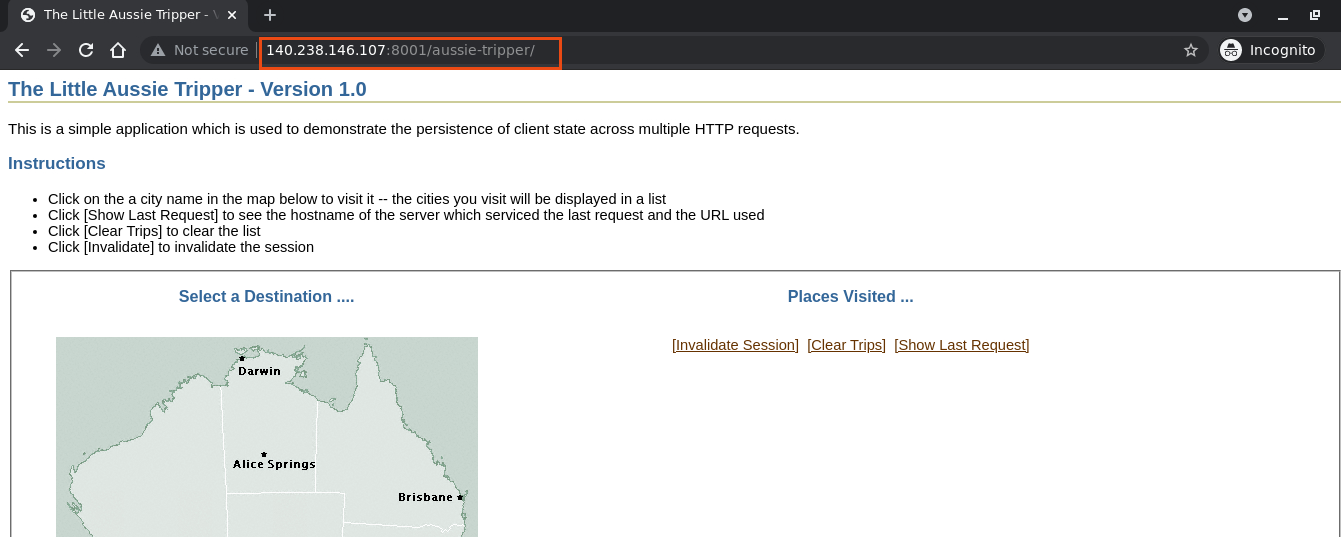 The Little Aussie Tripper -
Not secure
140.238.146.107:8001/aussie-tripper/
Incognito
The Little Aussie Tripper - Version 1.0
This is a simple application which is used to demonstrate the persistence of client state across multiple HTTP requests.
Instructions
• Click on the a city name in the map below to visit it -- the cities you visit will be displayed in a list
• Click [Show Last Request] to see the hostname of the server which serviced the last request and the URL used
• Click [Clear Trips] to clear the list
• Click [Invalidate] to invalidate the session
Select a Destination ....
Places Visited ...
[Invalidate Session] [Clear Trips] [Show Last Request]
Darwin
Alice Springs
Brisbane